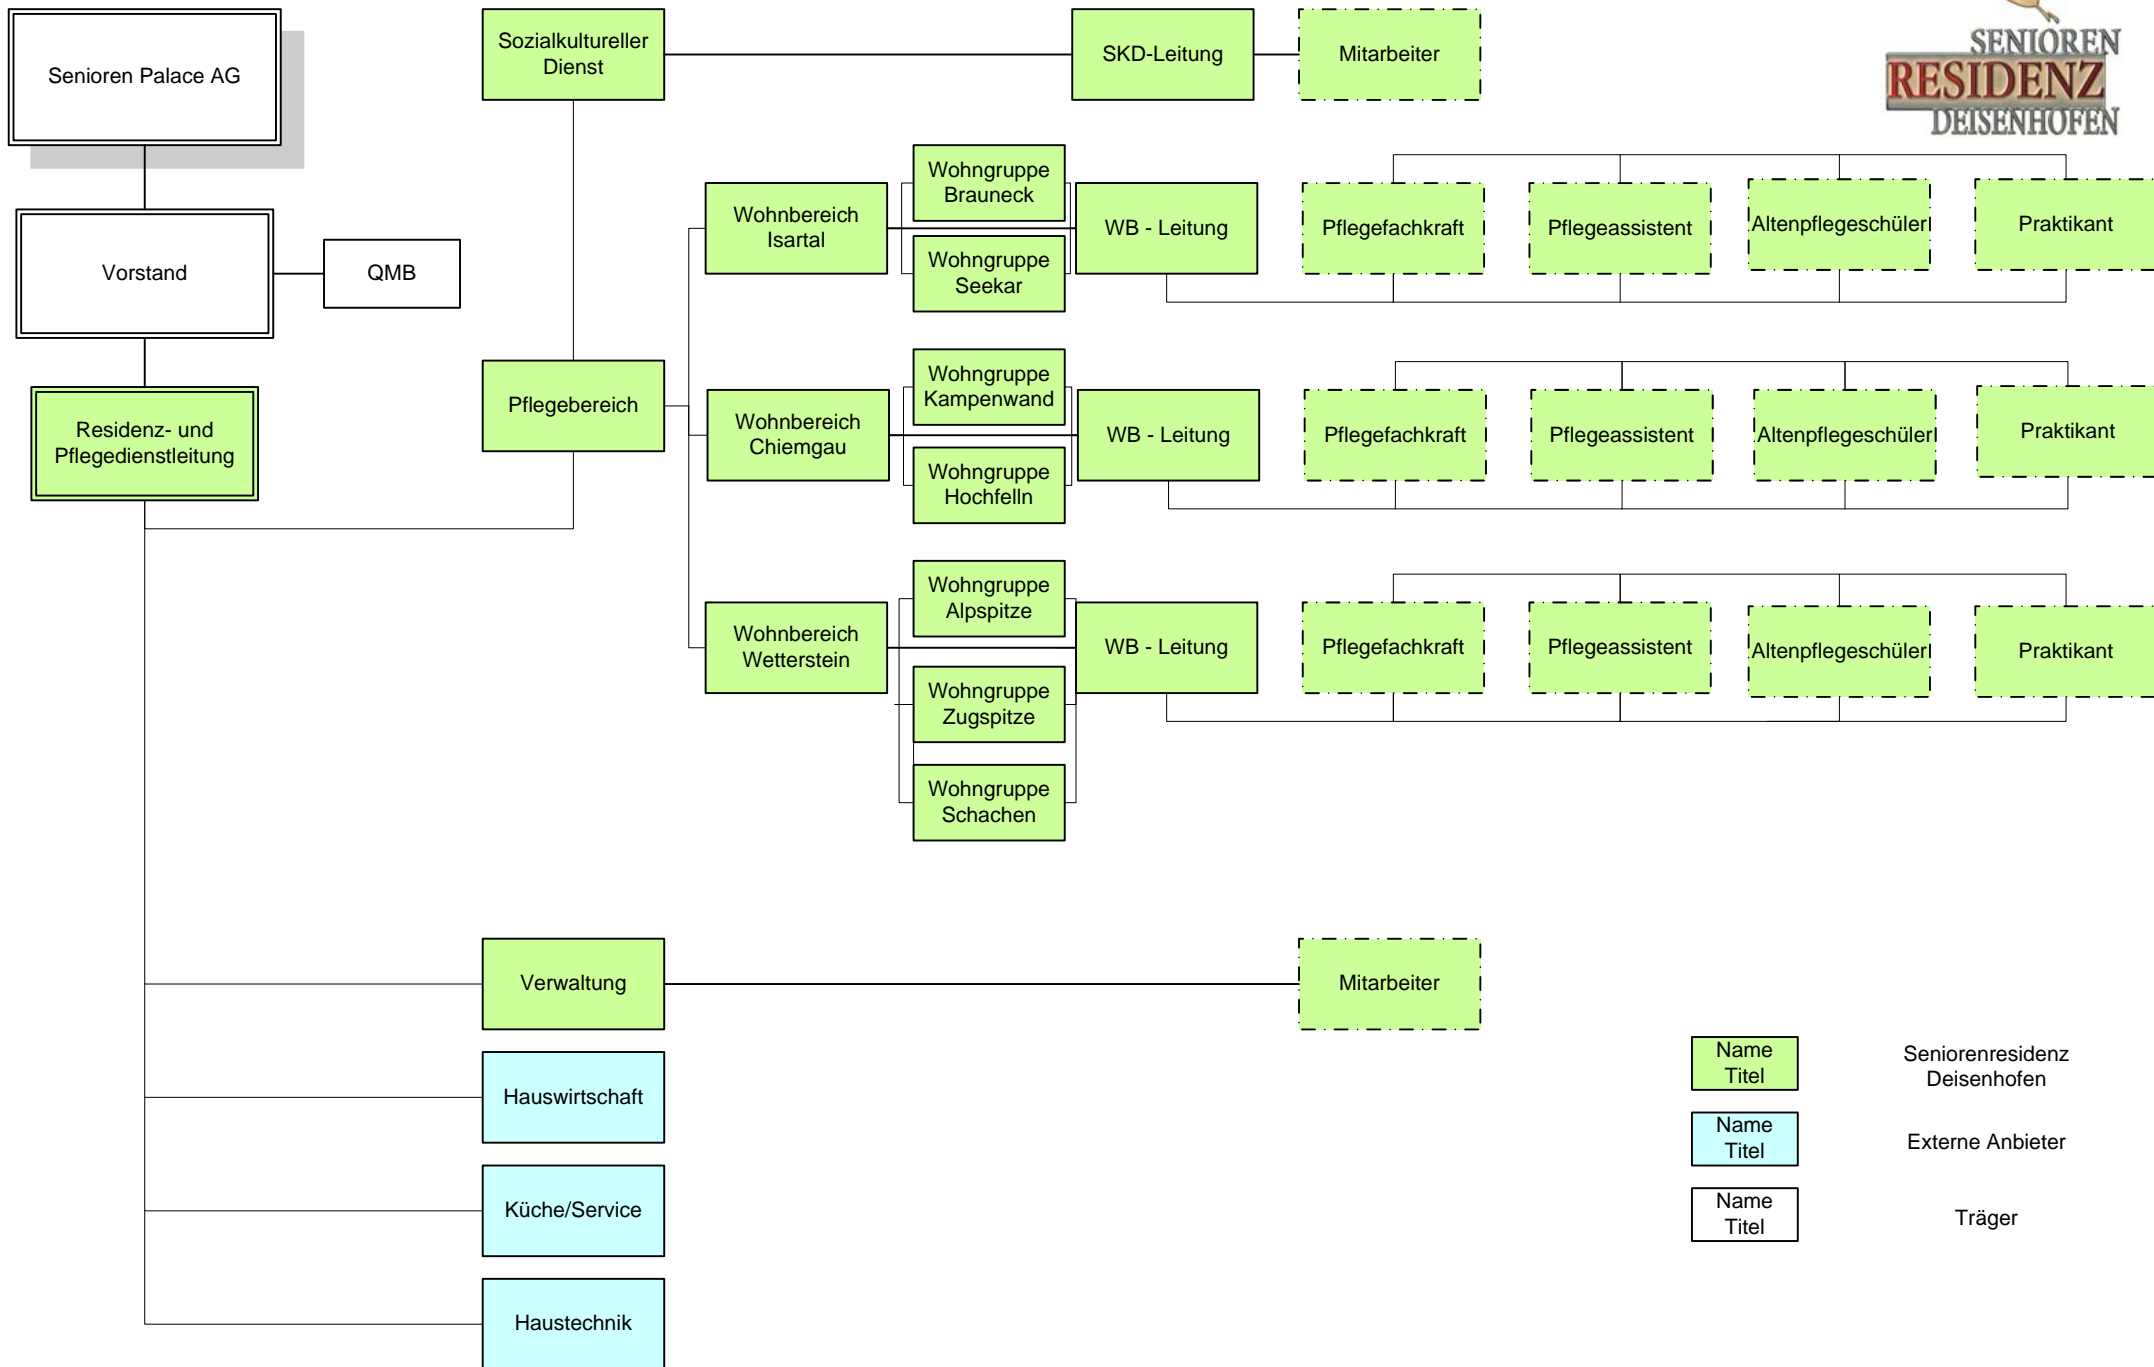 Senioren Palace AG
Sozialkultureller
Dienst
SKD-Leitung
Mitarbeiter
SENIOREN
RESIDENZ
DEISENHOFEN
Vorstand
QMB
Residenz- und
Pflegedienstleitung
Pflegebereich
Wohnbereich
Isartal
Wohngruppe
Brauneck
Wohngruppe
Seekar
WB - Leitung
Pflegefachkraft
Pflegeassistent
Altenpflegeschüler
Praktikant
Wohnbereich
Chiemgau
Wohngruppe
Kampenwand
Wohngruppe
Hochfelln
WB - Leitung
Pflegefachkraft
Pflegeassistent
Altenpflegeschüler
Praktikant
Wohnbereich
Wetterstein
Wohngruppe
Alpspitze
Wohngruppe
Zugspitze
Wohngruppe
Schachen
WB - Leitung
Pflegefachkraft
Pflegeassistent
Altenpflegeschüler
Praktikant
Verwaltung
Mitarbeiter
Hauswirtschaft
Küche/Service
Haustechnik
Name
Titel
Seniorenresidenz
Deisenhofen
Name
Titel
Externe Anbieter
Name
Titel
Träger